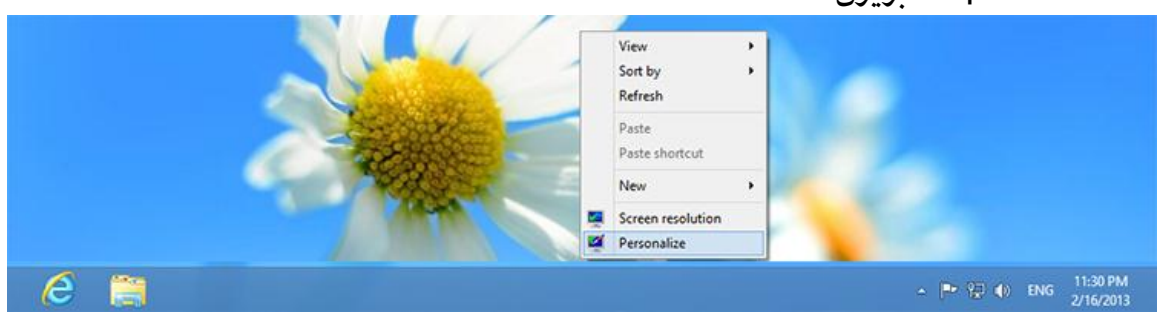 View
Sort by
Refresh
Paste
Paste shortcut
New
Screen resolution
Personalize
ENG
11:30 PM
2/16/2013